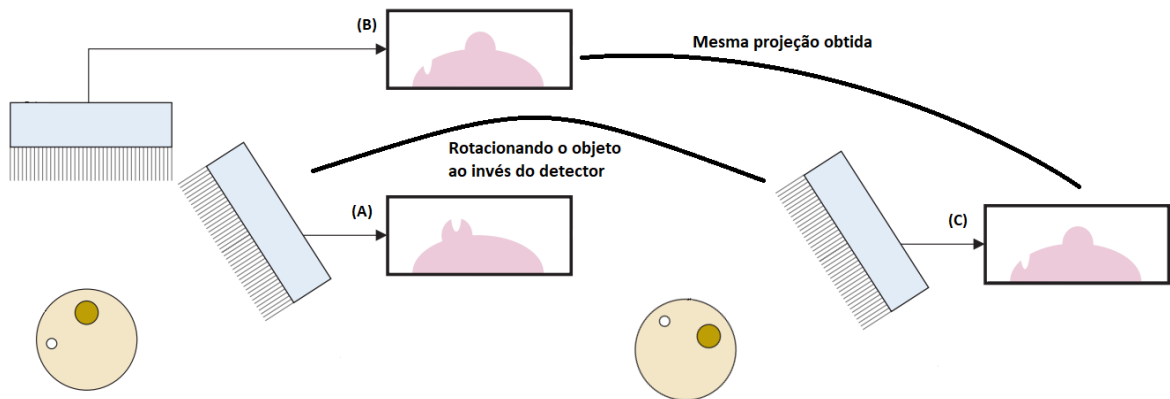 (B)
Mesma projeção obtida
Rotacionando o objeto
ao invés do detector
(A)
(C)